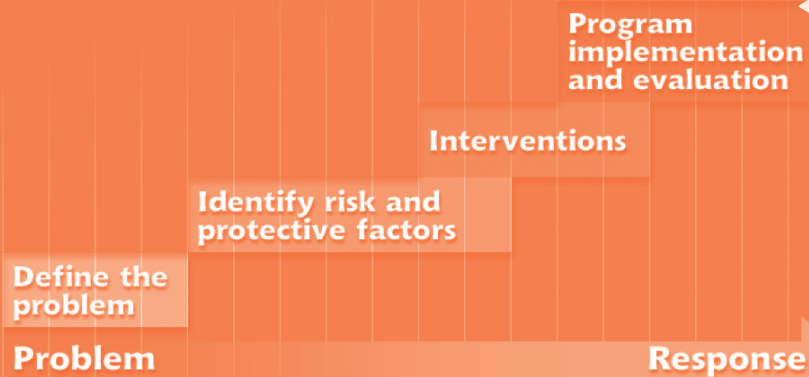 Program
implementation
and evaluation
Interventions
Identify risk and
protective factors
Define the
problem
Problem
Response